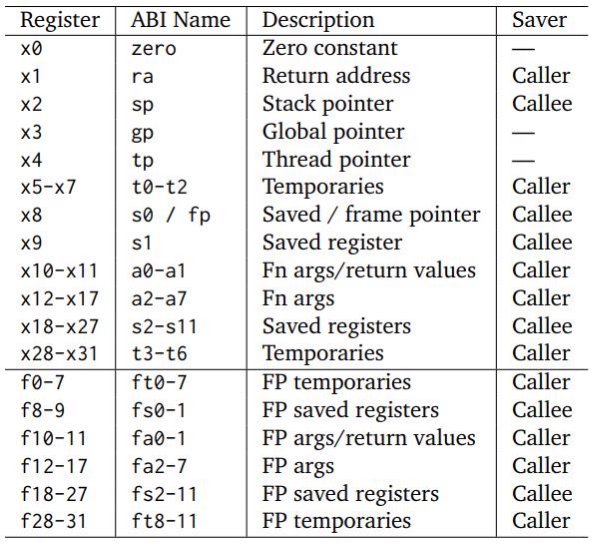 Register ABI Name Description Saver
x0 zero Zero constant —
x1 ra Return address Caller
x2 sp Stack pointer Callee
x3 gp Global pointer —
x4 tp Thread pointer —
x5-x7 t0-t2 Temporaries Caller
x8 s0 / fp Saved / frame pointer Callee
x9 s1 Saved register Callee
x10-x11 a0-a1 Fn args/return values Caller
x12-x17 a2-a7 Fn args Caller
x18-x27 s2-s11 Saved registers Callee
x28-x31 t3-t6 Temporaries Caller
f0-7 ft0-7 FP temporaries Caller
f8-9 fs0-1 FP saved registers Callee
f10-11 fa0-1 FP args/return values Caller
f12-17 fa2-7 FP args Caller
f18-27 fs2-11 FP saved registers Callee
f28-31 ft8-11 FP temporaries Caller